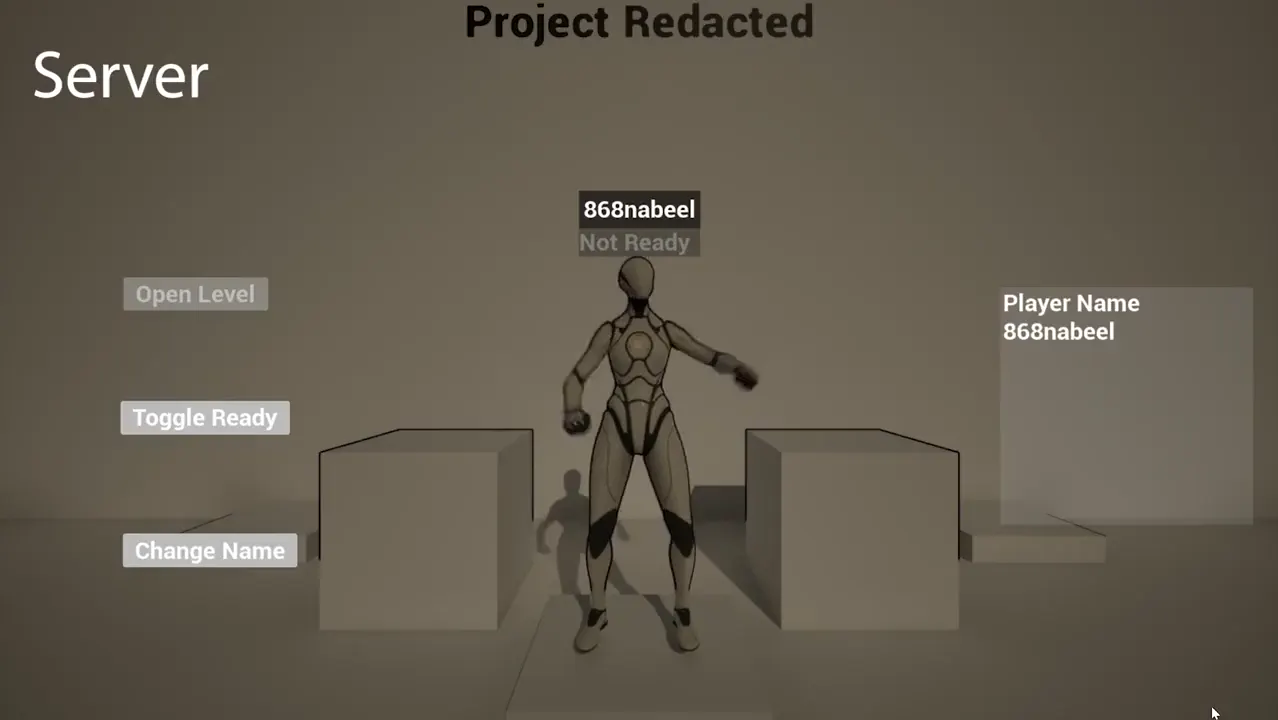 Project Redacted
Server
868nabeel
Not Ready
Open Level
Toggle Ready
Change Name
Player Name
868nabeel